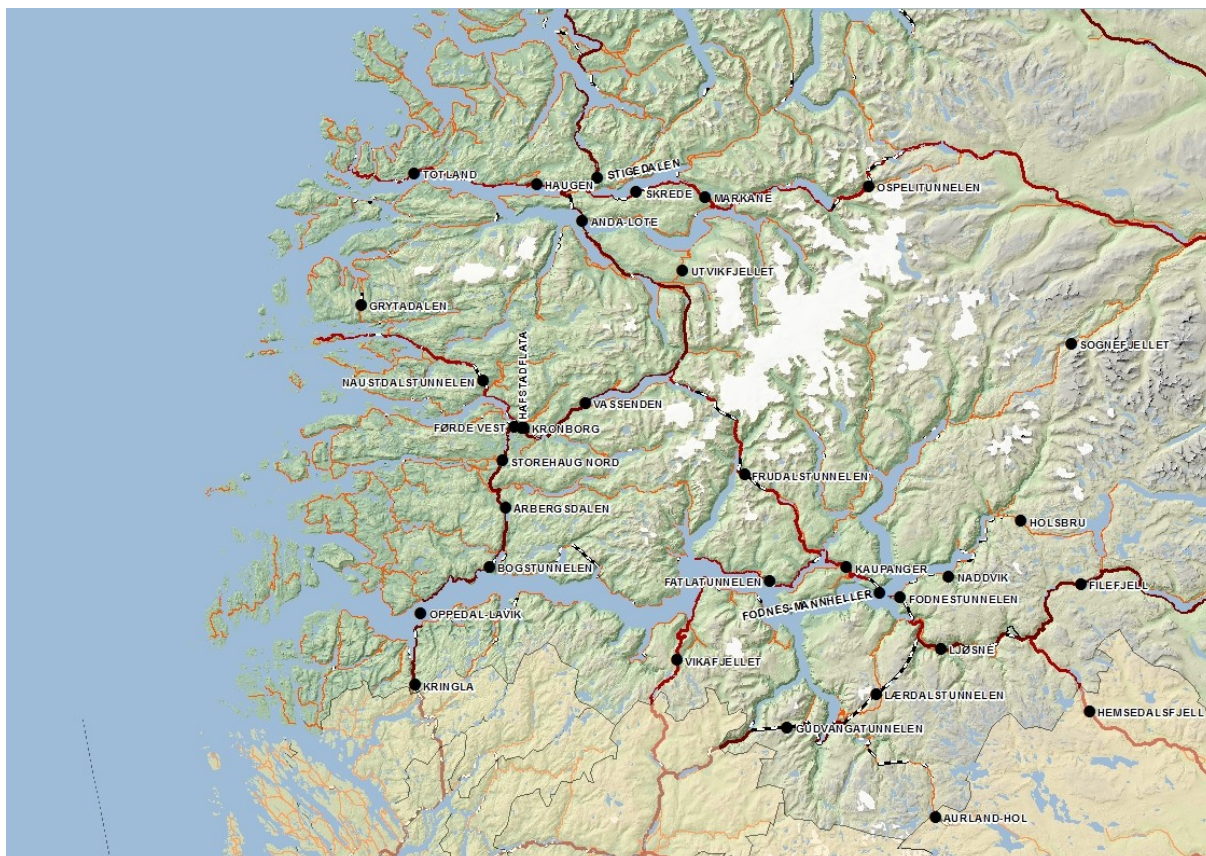 STIGEDALEN
TOTLAND
HAUGEN
SKREDE
MARKANE
OSPELITUNNELEN
ANDA-LOTE
UTVIKFJELLET
GRYTADALEN
SOGNEFJELLET
HAFSTADFLATA
NAUSTDALSTUNNELEN
VASSENDEN
FØRDE VEST
KRONBORG
STOREHAUG NORD
FRUDALSTUNNELEN
ARBERGSDALEN
HOLSBRU
BOGSTUNNELEN
KAUPANGER
FATLATUNNELEN
NADDVIK
FILEFJELL
FODNES-MANNHELLER
FODNESTUNNELEN
OPPEDAL-LAVIK
LJØSNE
VIKAFJELLET
KRINGLA
LÆRDALSTUNNELEN
HEMSEDALSFJELL
GUDVANGATUNNELEN
AURLAND-HOL